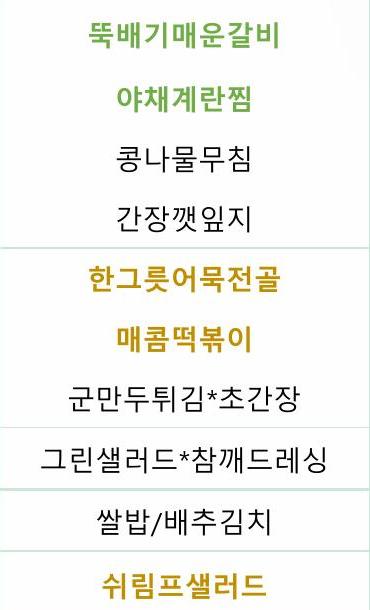 뚝배기매운갈비
야채계란찜
콩나물무침
간장깻잎지
한그릇어묵전골
매콤떡볶이
군만두튀김*초간장
그린샐러드*참깨드레싱
쌀밥/배추김치
쉬림프샐러드